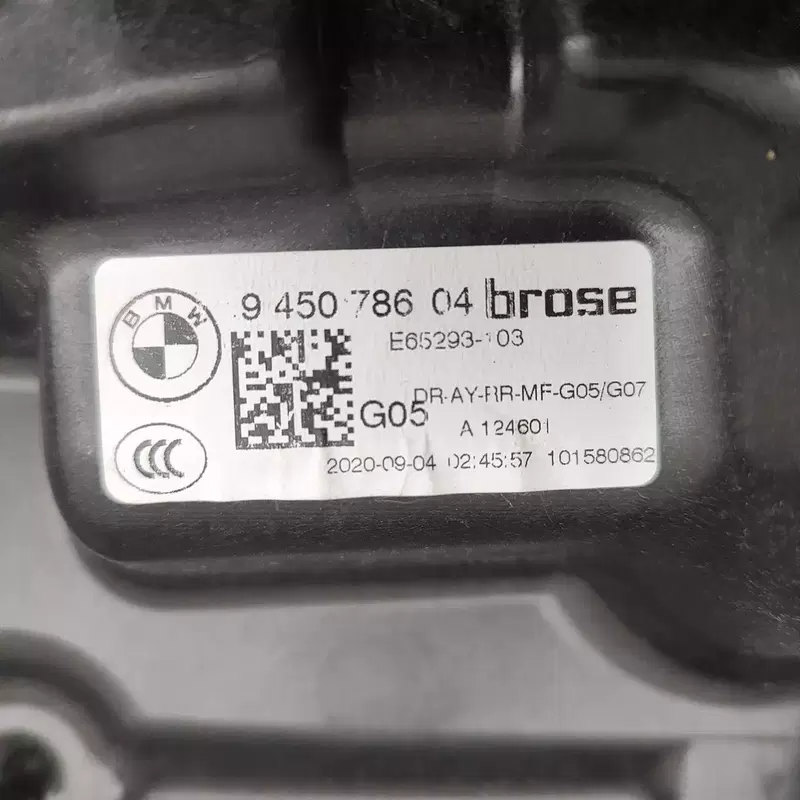 BMW
9 450 786 04 brose
E65293-103
DR-AY-RR-MF-G05/G07
G05
A 124601
2020-09-04 02:45:57 101580862
CCC